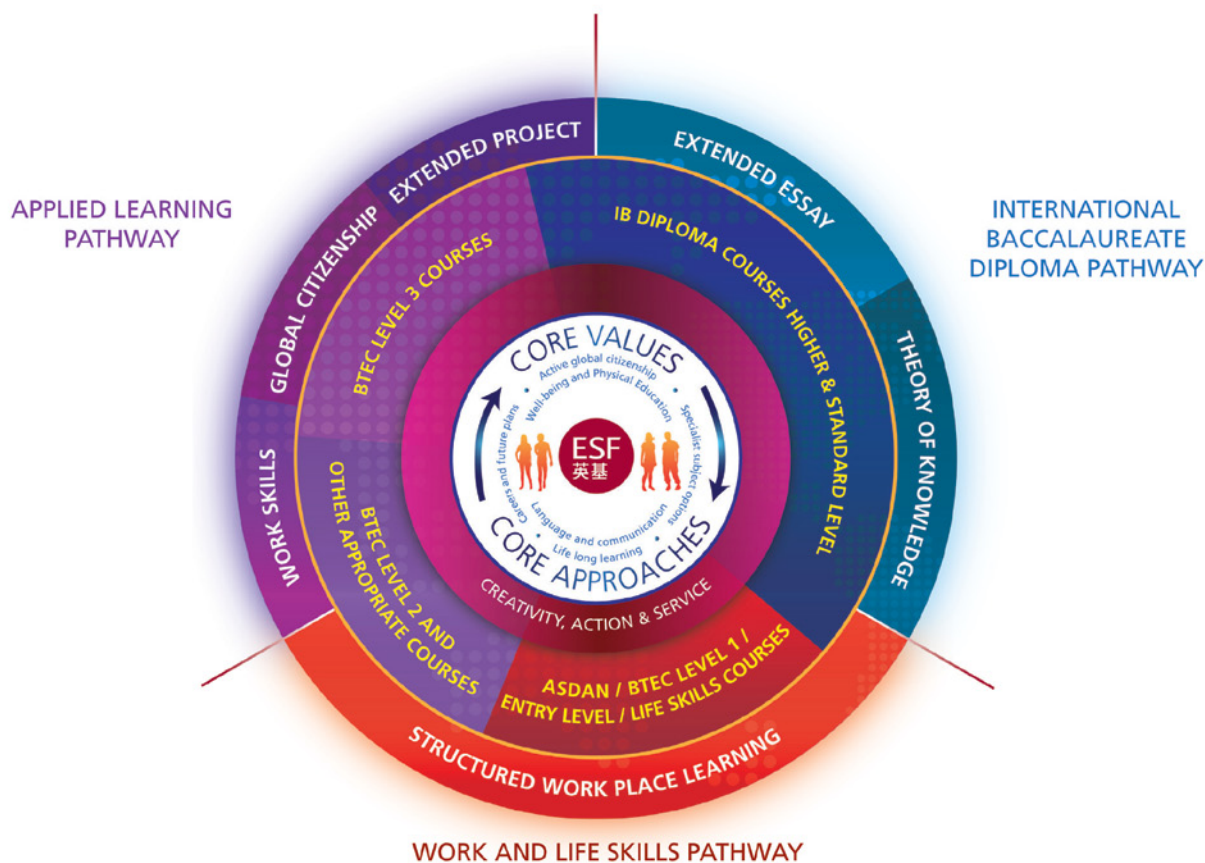 APPLIED LEARNING
PATHWAY
INTERNATIONAL
BACCALAUREATE
DIPLOMA PATHWAY
WORK SKILLS
GLOBAL CITIZENSHIP
EXTENDED PROJECT
EXTENDED ESSAY
THEORY OF KNOWLEDGE
STRUCTURED WORK PLACE LEARNING
BTEC LEVEL 3 COURSES
IB DIPLOMA COURSES HIGHER & STANDARD LEVEL
BTEC LEVEL 2 AND
OTHER APPROPRIATE COURSES
ASDAN / BTEC LEVEL 1 /
ENTRY LEVEL / LIFE SKILLS COURSES
CREATIVITY, ACTION & SERVICE
CORE VALUES
Active global citizenship
Well-being and Physical Education
Careers and future plans
Specialist subject options
ESF
英基
Language and communication
Life long learning
CORE APPROACHES
WORK AND LIFE SKILLS PATHWAY